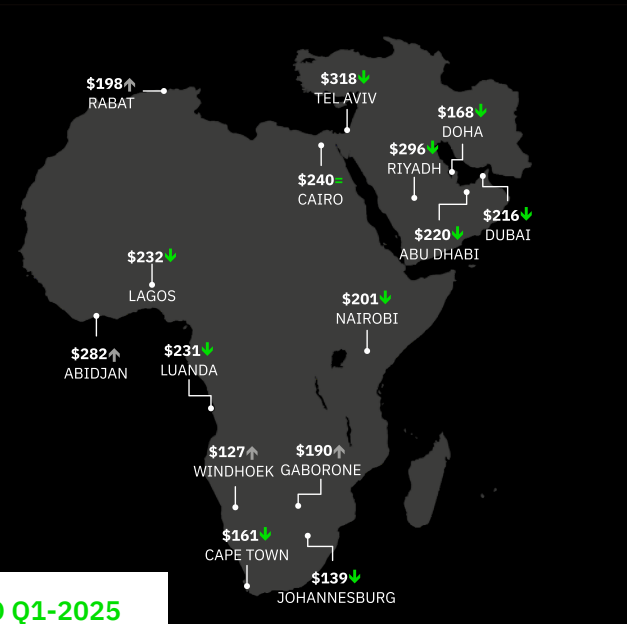 $198↑
RABAT
$318↓
TEL AVIV
$168↓
DOHA
$296↓
RIYADH
$240=
CAIRO
$216↓
DUBAI
$220↓
ABU DHABI
$232↓
LAGOS
$201↓
NAIROBI
$282↑
ABIDJAN
$231↓
LUANDA
$127↑
WINDHOEK
$190↑
GABORONE
$161↓
CAPE TOWN
$139↓
JOHANNESBURG
Q1-2025